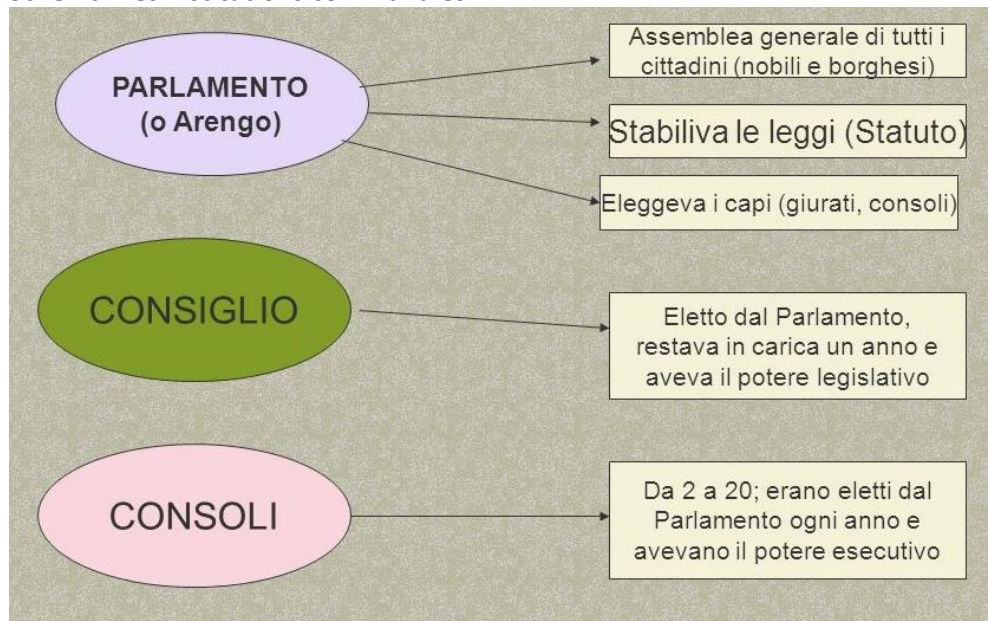 PARLAMENTO
(o Arengo)
Assemblea generale di tutti i
cittadini (nobili e borghesi)
Stabiliva le leggi (Statuto)
Eleggeva i capi (giurati, consoli)
CONSIGLIO
Eletto dal Parlamento,
restava in carica un anno e
aveva il potere legislativo
CONSOLI
Da 2 a 20; erano eletti dal
Parlamento ogni anno e
avevano il potere esecutivo